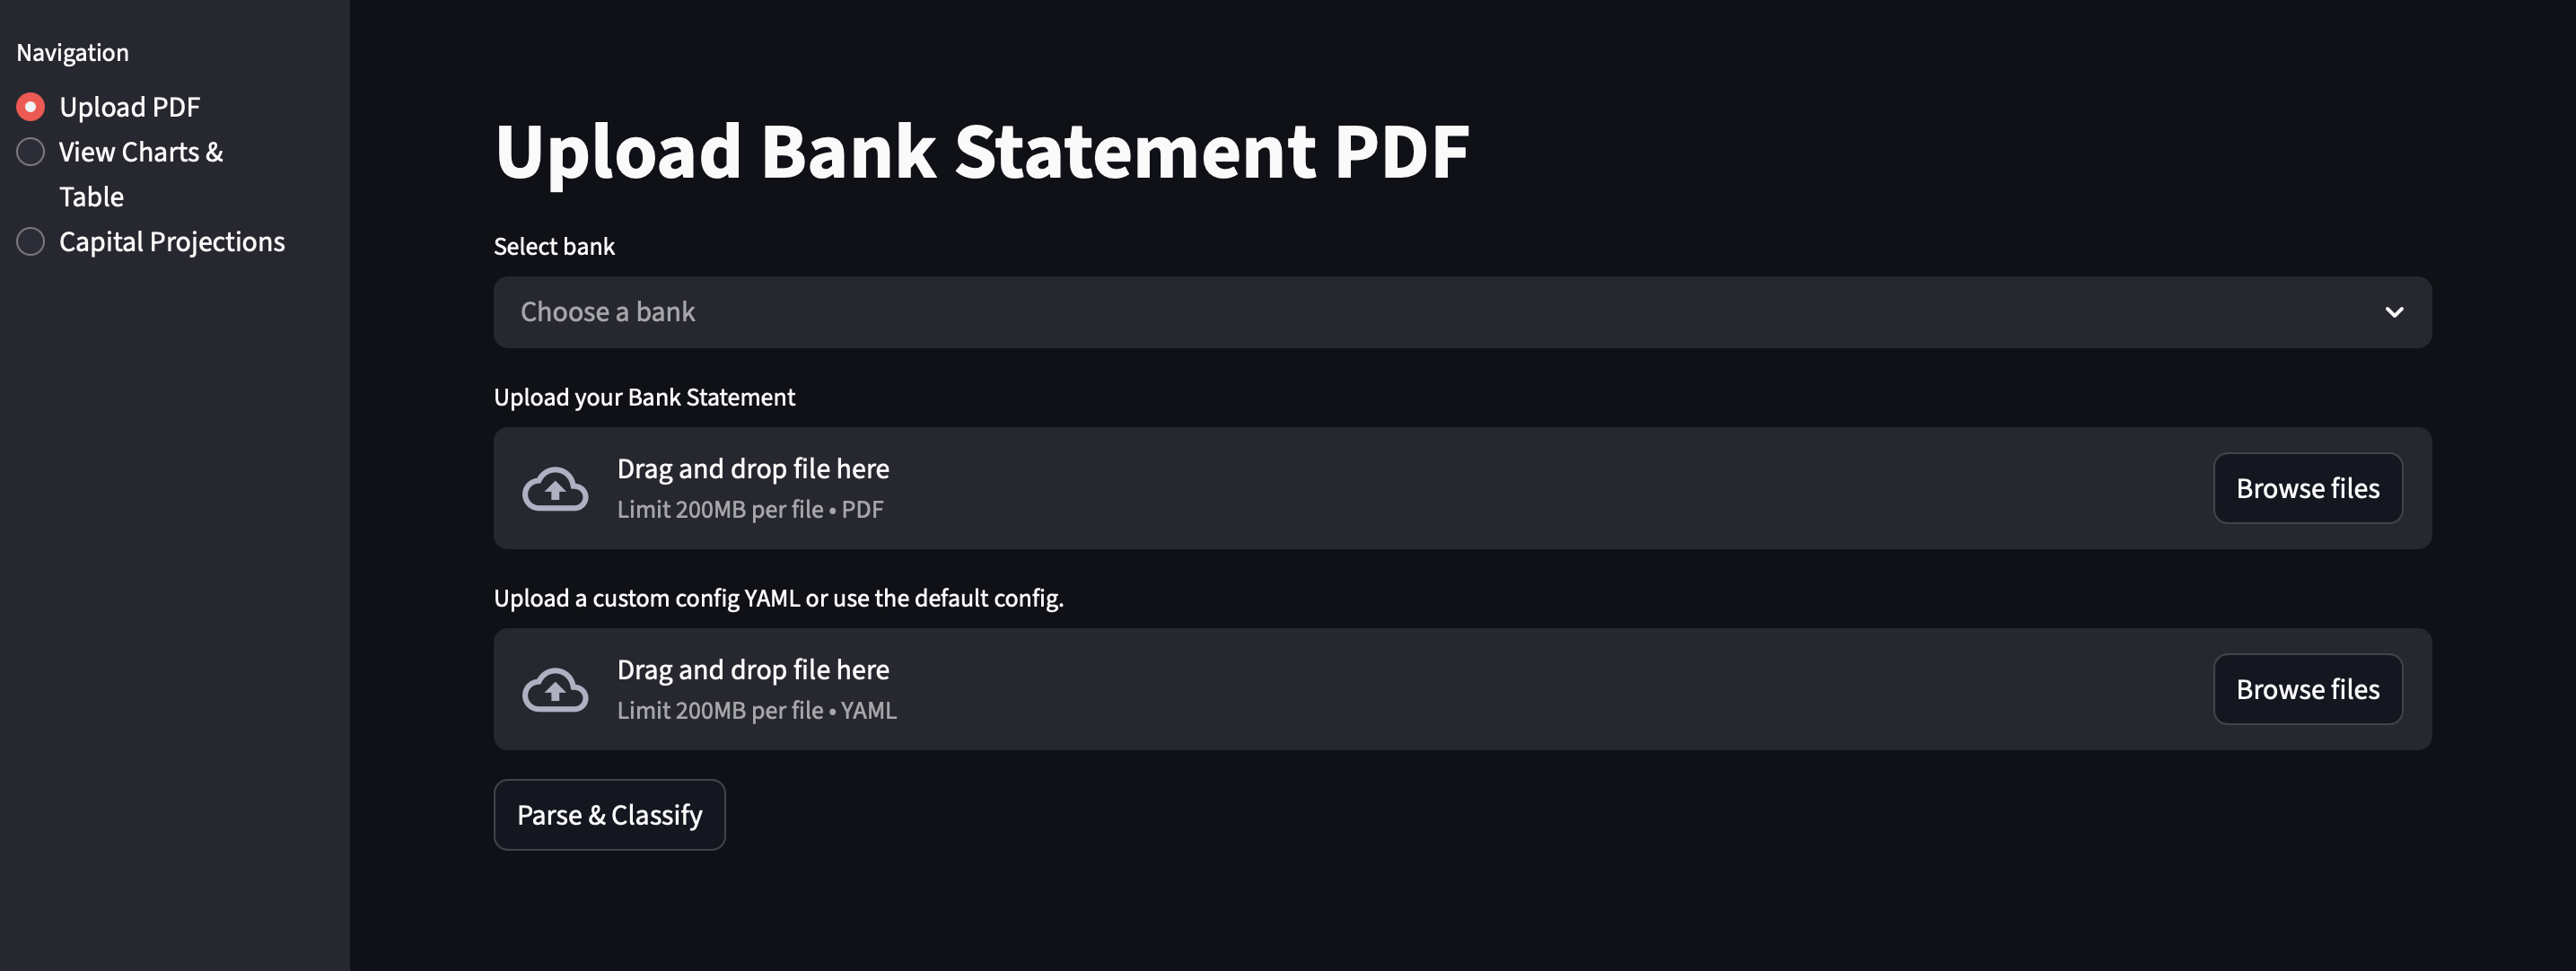 Navigation
Upload PDF
View Charts &
Table
Capital Projections
Upload Bank Statement PDF
Select bank
Choose a bank
Upload your Bank Statement
Drag and drop file here
Limit 200MB per file • PDF
Browse files
Upload a custom config YAML or use the default config.
Drag and drop file here
Limit 200MB per file • YAML
Browse files
Parse & Classify